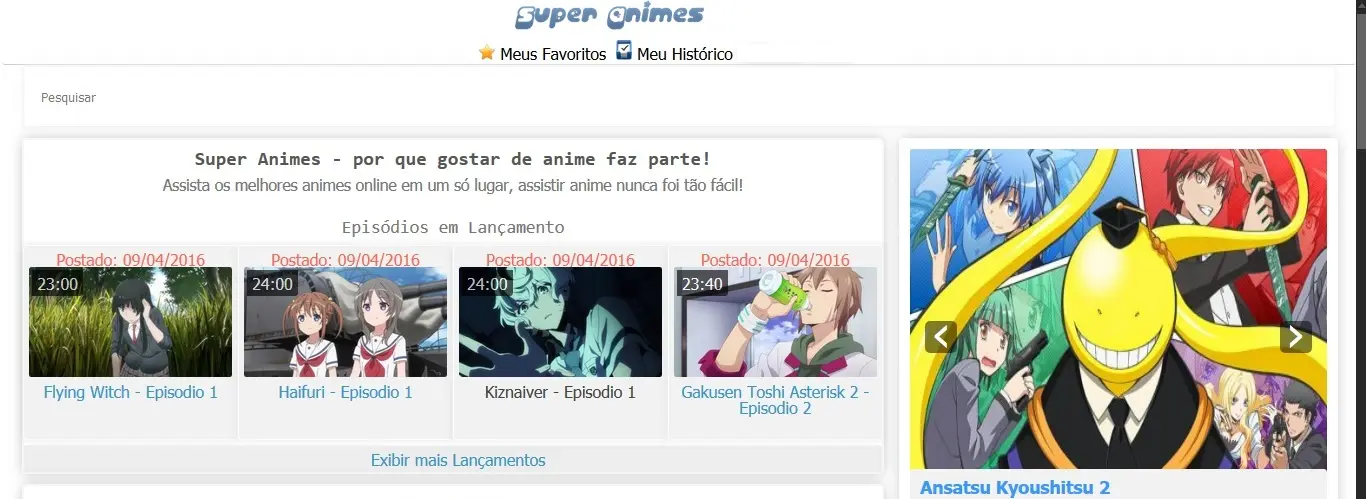 Super Animes
Meus Favoritos Meu Histórico
Pesquisar
Super Animes - por que gostar de anime faz parte!
Assista os melhores animes online em um só lugar, assistir anime nunca foi tão fácil!
Episódios em Lançamento
Postado: 09/04/2016
23:00
Flying Witch - Episodio 1
Postado: 09/04/2016
24:00
Haifuri - Episodio 1
Postado: 09/04/2016
24:00
Kiznaiver - Episodio 1
Postado: 09/04/2016
23:40
Gakusen Toshi Asterisk 2 -
Episodio 2
Exibir mais Lançamentos
Ansatsu Kyoushitsu 2